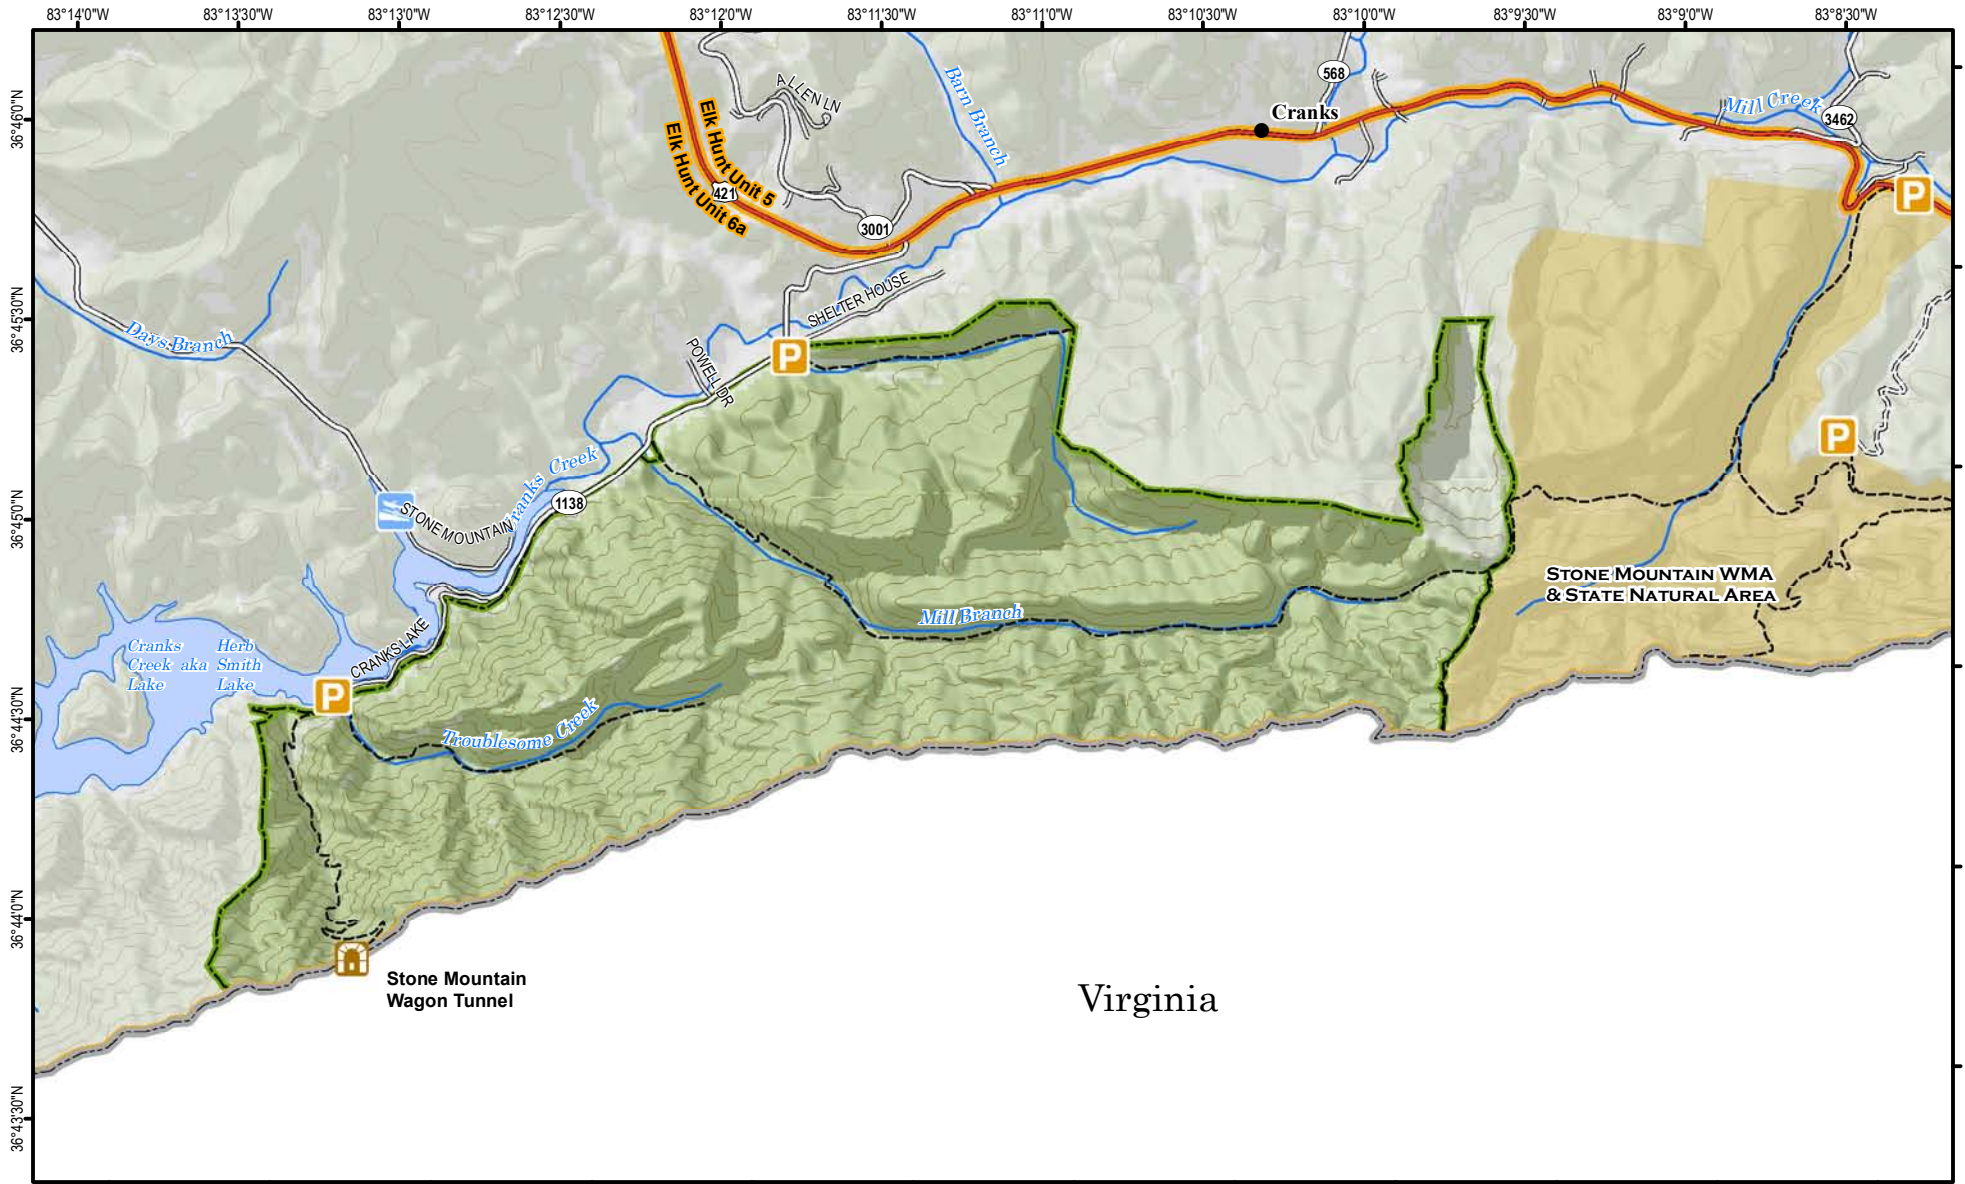 83°14'0"W
83°13'30"W
83°13'0"W
83°12'30"W
83°12'0"W
83°11'30"W
83°11'0"W
83°10'30"W
83°10'0"W
83°9'30"W
83°9'0"W
83°8'30"W
36°46'0"N
36°45'30"N
36°45'0"N
36°44'30"N
36°44'0"N
36°43'30"N
ALLEN LN
Barn Branch
568
Cranks
Mill Creek
3462
Elk Hunt Unit 5
Elk Hunt Unit 6a
421
3001
P
SHELTER HOUSE
Days Branch
P
POWELL DR
P
Cranks Creek
1138
STONE MOUNTAIN
STONE MOUNTAIN WMA
& STATE NATURAL AREA
Mill Branch
CRANKS LAKE
Cranks
Creek aka
Lake
Herb
Smith
Lake
P
Troublesome Creek
Stone Mountain
Wagon Tunnel
Virginia